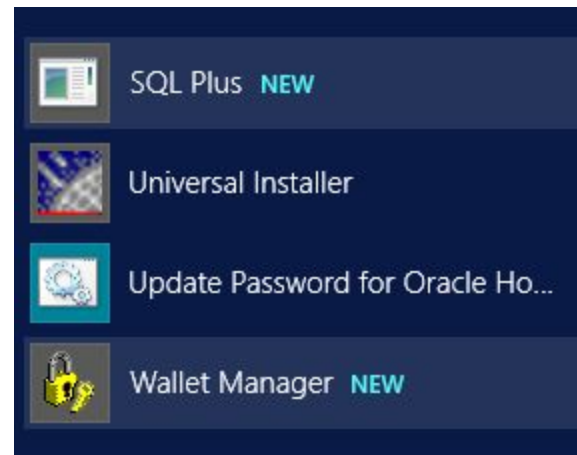 SQL Plus NEW
Universal Installer
Update Password for Oracle Ho...
Wallet Manager NEW